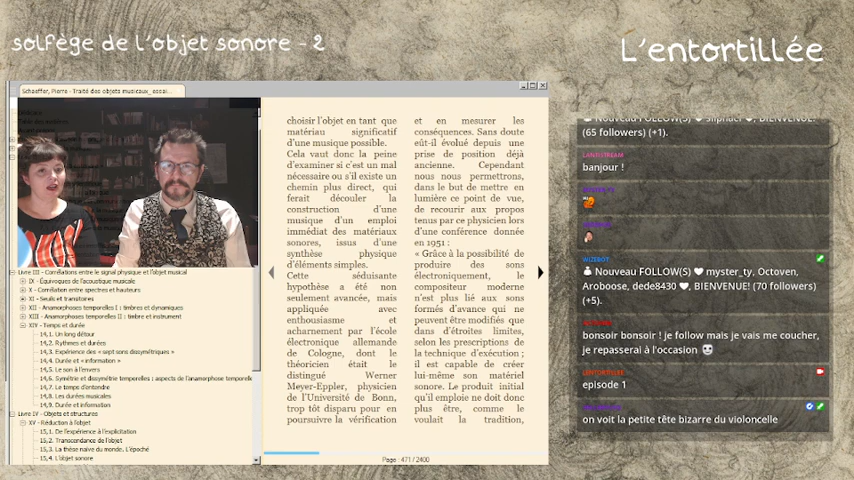 solfège de l'objet sonore - 2
L'entortillée
Schaeffer, Pierre - Traité des objets musicaux_ essai...
Livre III - Corrélations entre le signal physique et l'objet musical
IX - Équivoques de l'acoustique musicale
X - Corrélation entre spectres et hauteurs
XI - Seuils et transitoires
XII - Anamorphoses temporelles I : timbres et dynamiques
XIII - Anamorphoses temporelles II : timbre et instrument
XIV - Temps et durée
14,1. Un long détour
14,2. Rythmes et durées
14,3. Expérience des « sept sons dissymétriques »
14,4. Durée et « information »
14,5. Le son à l'envers
14,6. Symétrie et dissymétrie temporelles : aspects de l'anamorphose temporelle
14,7. Le temps d'entendre
14,8. Les durées musicales
14,9. Durée et information
Livre IV - Objets et structures
XV - Réduction à l'objet
15,1. De l'expérience à l'explicitation
15,2. Transcendance de l'objet
15,3. La thèse naïve du monde. L'épochè
15,4. L'objet sonore
choisir l'objet en tant que
matériau significatif
d'une musique possible.
Cela vaut donc la peine
d'examiner si c'est un mal
nécessaire ou s'il existe un
chemin plus direct, qui
ferait découler la
construction d'une
musique d'un emploi
immédiat des matériaux
sonores, issus d'une
synthèse physique
d'éléments simples.
Cette séduisante
hypothèse a été non
seulement avancée, mais
appliquée avec
enthousiasme et
acharnement par l'école
électronique allemande
de Cologne, dont le
théoricien était le
distingué Werner
Meyer-Eppler, physicien
de l'Université de Bonn,
trop tôt disparu pour en
poursuivre la vérification
et en mesurer les
conséquences. Sans doute
eût-il évolué depuis une
prise de position déjà
ancienne. Cependant
nous nous permettrons,
dans le but de mettre en
lumière ce point de vue,
de recourir aux propos
tenus par ce physicien lors
d'une conférence donnée
en 1951 :
« Grâce à la possibilité de
produire des sons
électroniquement, le
compositeur moderne
n'est plus lié aux sons
formés d'avance qui ne
peuvent être modifiés que
dans d'étroites limites,
selon les prescriptions de
la technique d'exécution ;
il est capable de créer
lui-même son matériel
sonore. Le produit initial
qu'il emploie ne doit donc
plus être, comme le
voulait la tradition,
Page : 471 / 2400
Nouveau FOLLOW(S) BIENVENUE!
(65 followers) (+1).
banjour !
WIZEBOT
Nouveau FOLLOW(S) myster_ty, Octoven,
Aroboose, dede8430 , BIENVENUE! (70 followers)
(+5).
bonsoir bonsoir ! je follow mais je vais me coucher,
je repasserai à l'occasion
L'ENTORTILLEE
episode 1
on voit la petite tête bizarre du violoncelle